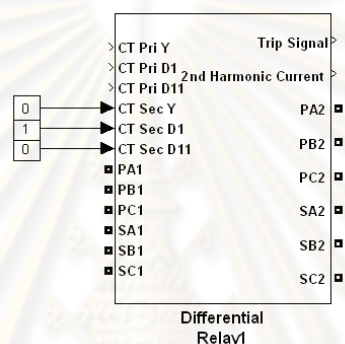 CT Pri Y
CT Pri D1
CT Pri D11
0 CT Sec Y
1 CT Sec D1
0 CT Sec D11
PA1
PB1
PC1
SA1
SB1
SC1
Trip Signal
2nd Harmonic Current
PA2
PB2
PC2
SA2
SB2
SC2
Differential
Relay1